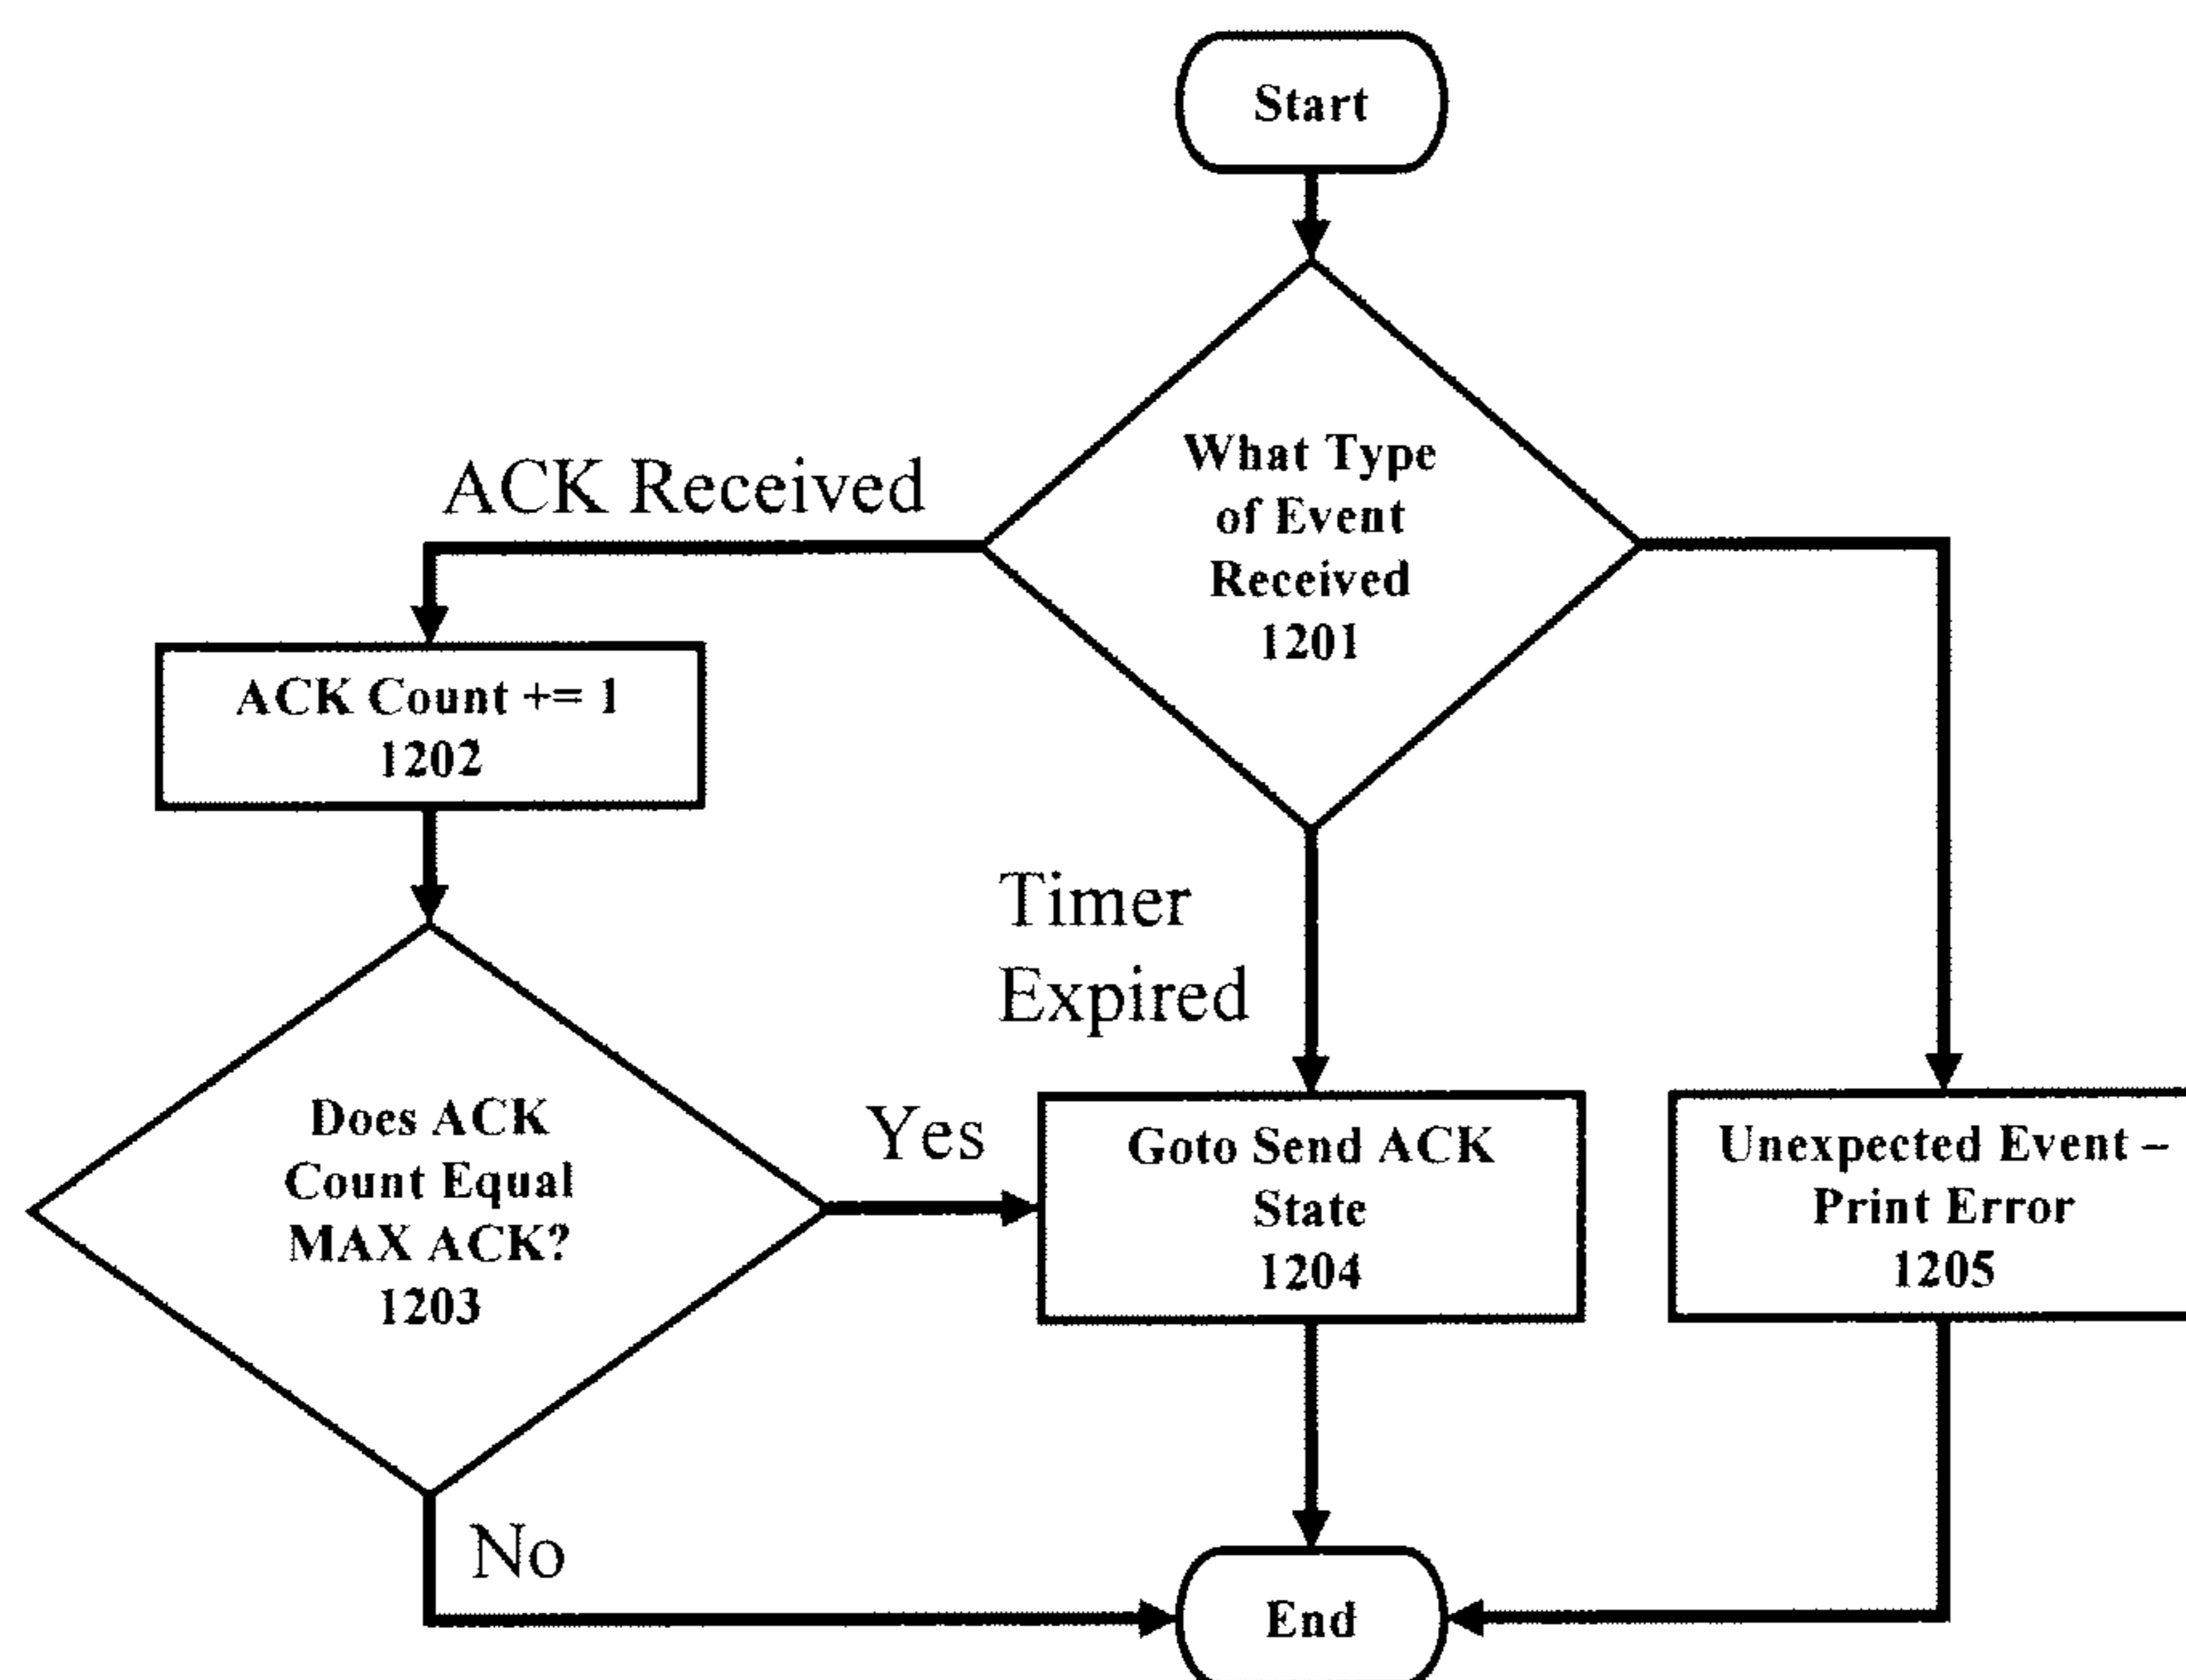 Start
What Type
of Event
Received
1201
ACK Received
ACK Count += 1
1202
Timer
Expired
Does ACK
Count Equal
MAX ACK?
1203
Yes
Goto Send ACK
State
1204
Unexpected Event –
Print Error
1205
No
End